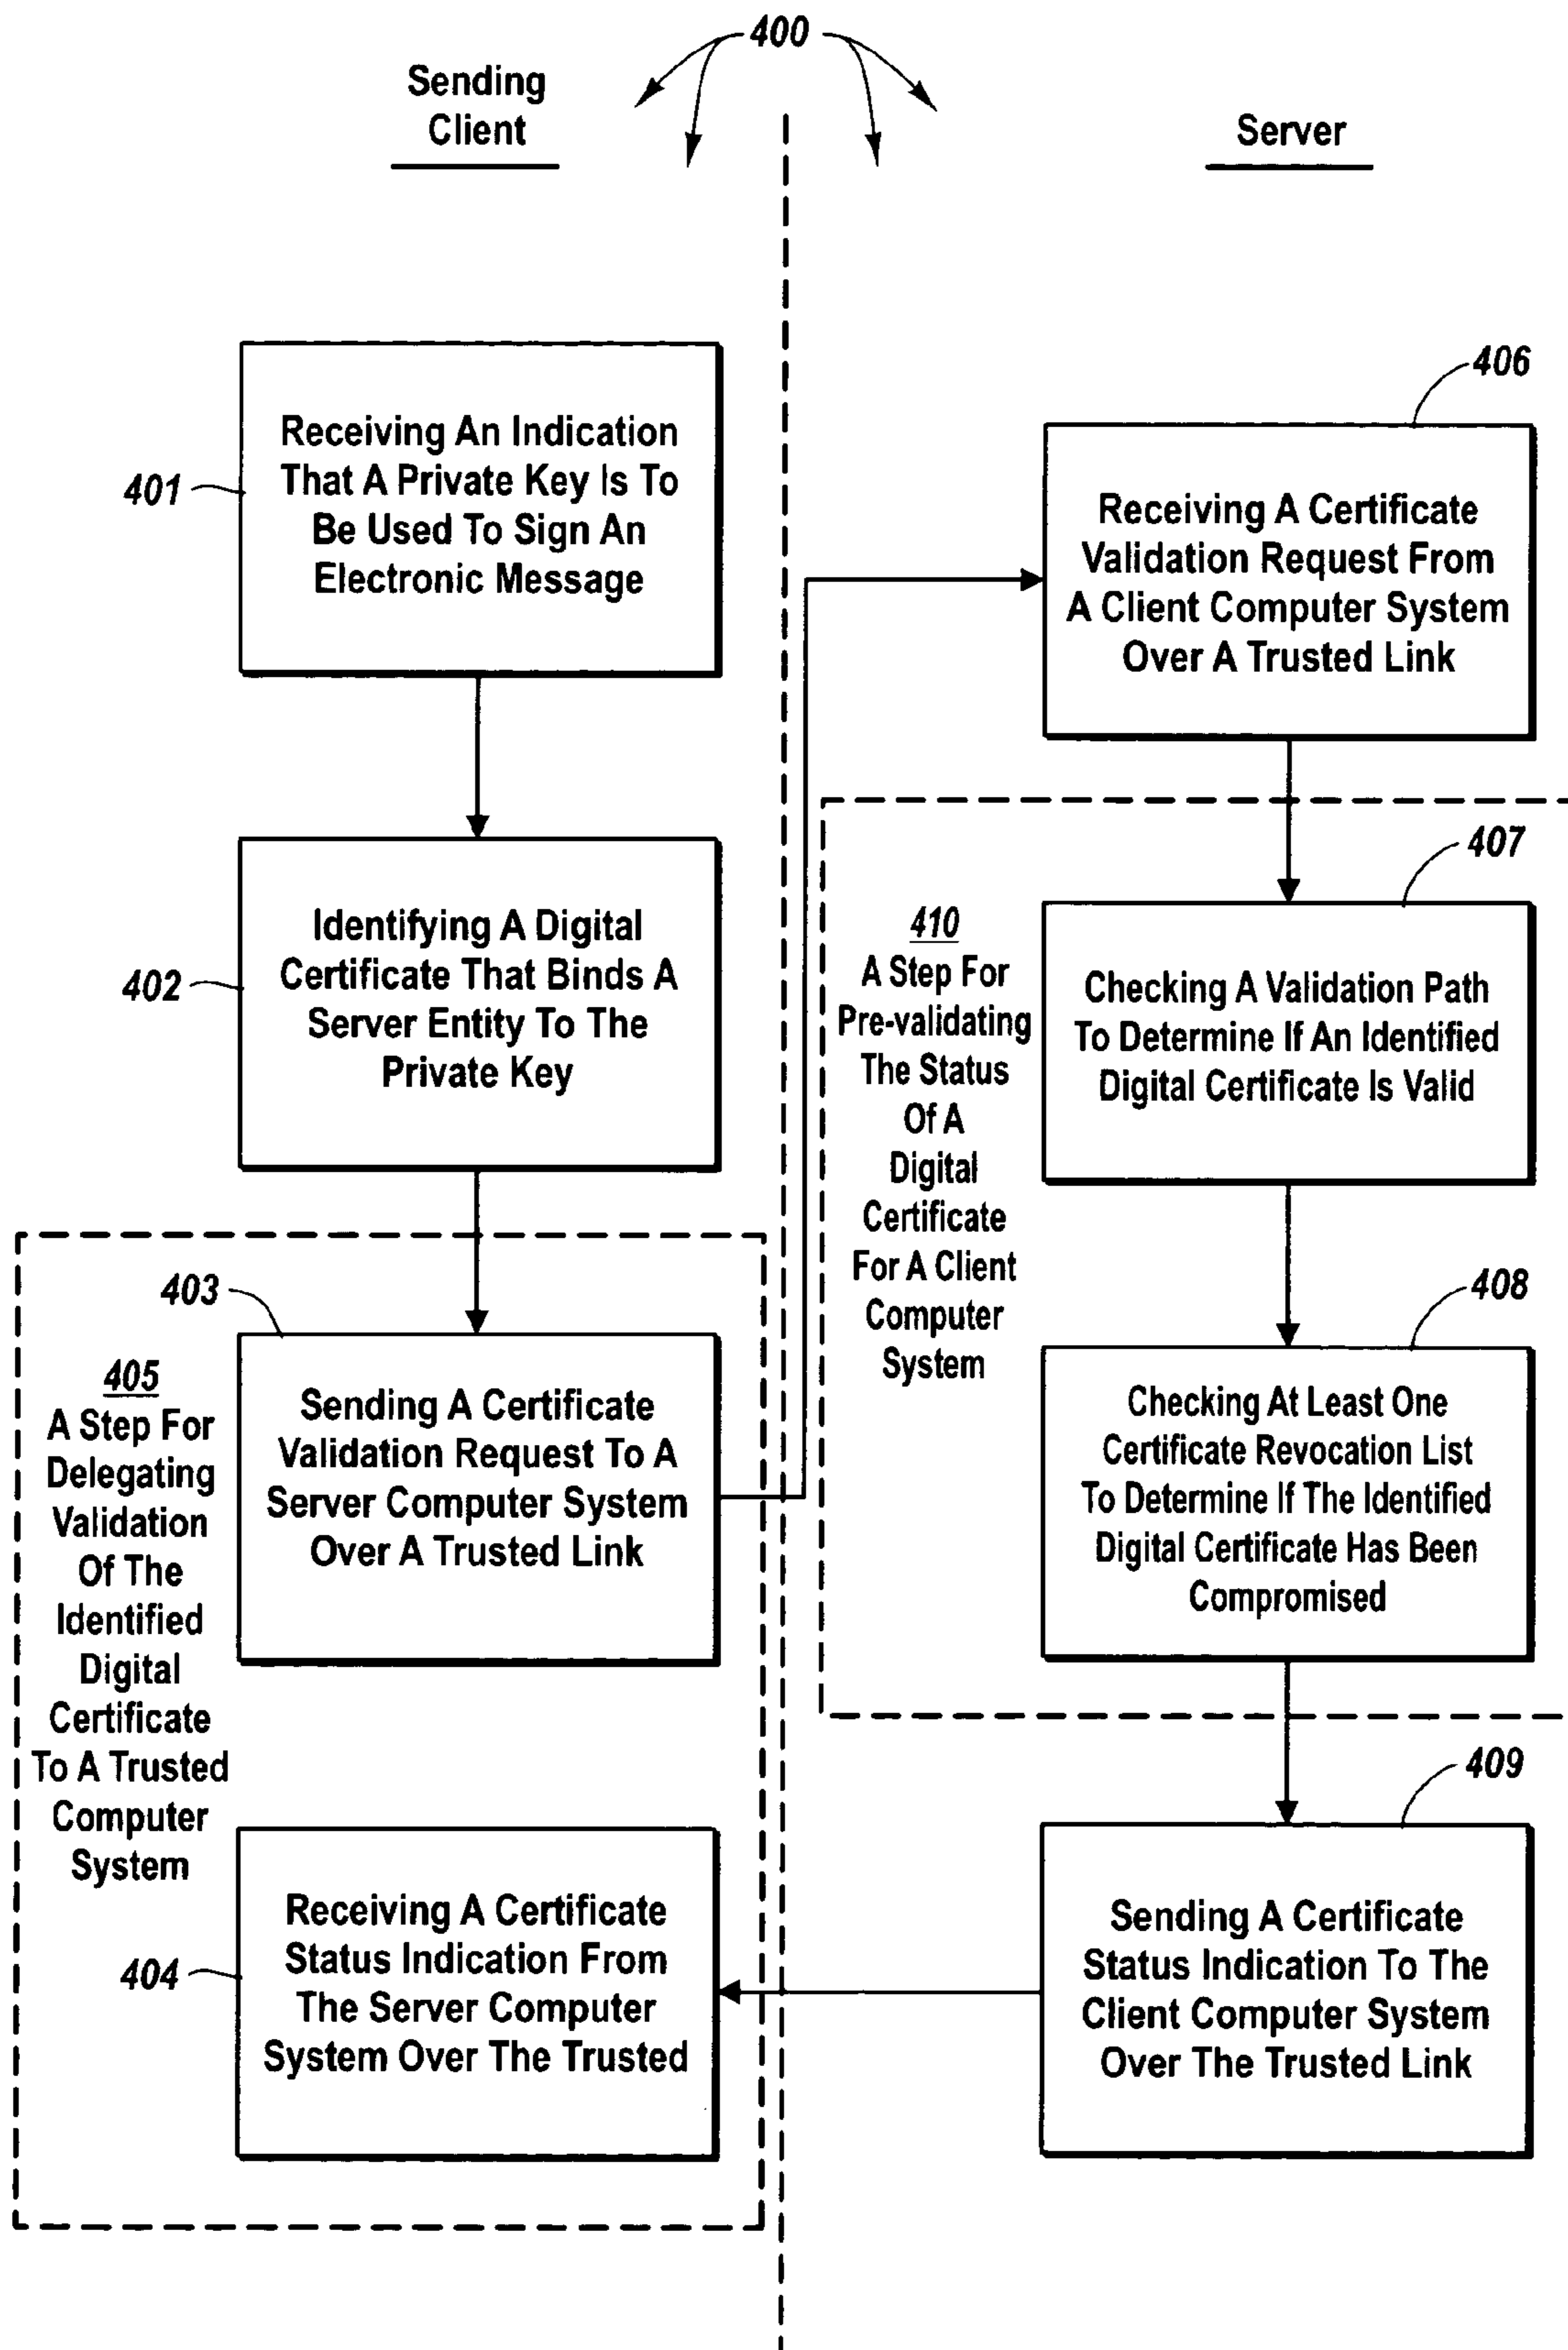 400
Sending
Client
Server
401
Receiving An Indication
That A Private Key Is To
Be Used To Sign An
Electronic Message
402
Identifying A Digital
Certificate That Binds A
Server Entity To The
Private Key
403
405
A Step For
Delegating
Validation
Of The
Identified
Digital
Certificate
To A Trusted
Computer
System
Sending A Certificate
Validation Request To A
Server Computer System
Over A Trusted Link
404
Receiving A Certificate
Status Indication From
The Server Computer
System Over The Trusted
406
Receiving A Certificate
Validation Request From
A Client Computer System
Over A Trusted Link
410
A Step For
Pre-validating
The Status
Of A
Digital
Certificate
For A Client
Computer
System
407
Checking A Validation Path
To Determine If An Identified
Digital Certificate Is Valid
408
Checking At Least One
Certificate Revocation List
To Determine If The Identified
Digital Certificate Has Been
Compromised
409
Sending A Certificate
Status Indication To The
Client Computer System
Over The Trusted Link